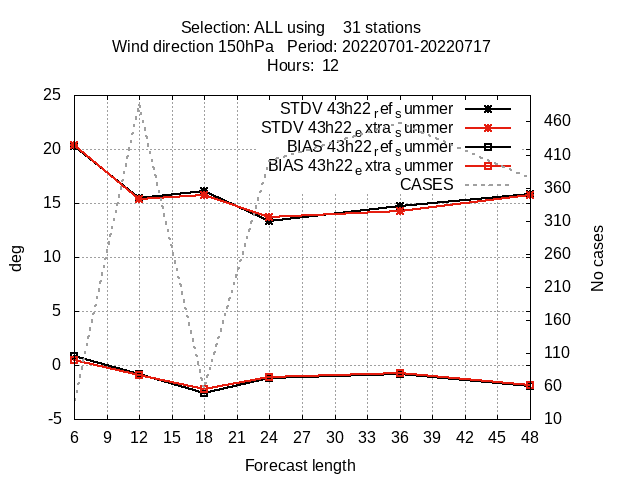 Selection: ALL using    31 stations
Wind direction 150hPa   Period: 20220701-20220717
Hours:  12
STDV 43h22_ref_summer
STDV 43h22_extra_summer
BIAS 43h22_ref_summer
BIAS 43h22_extra_summer
CASES
25
20
15
10
5
0
-5
deg
460
410
360
310
260
210
160
110
60
10
No cases
6 9 12 15 18 21 24 27 30 33 36 39 42 45 48
Forecast length